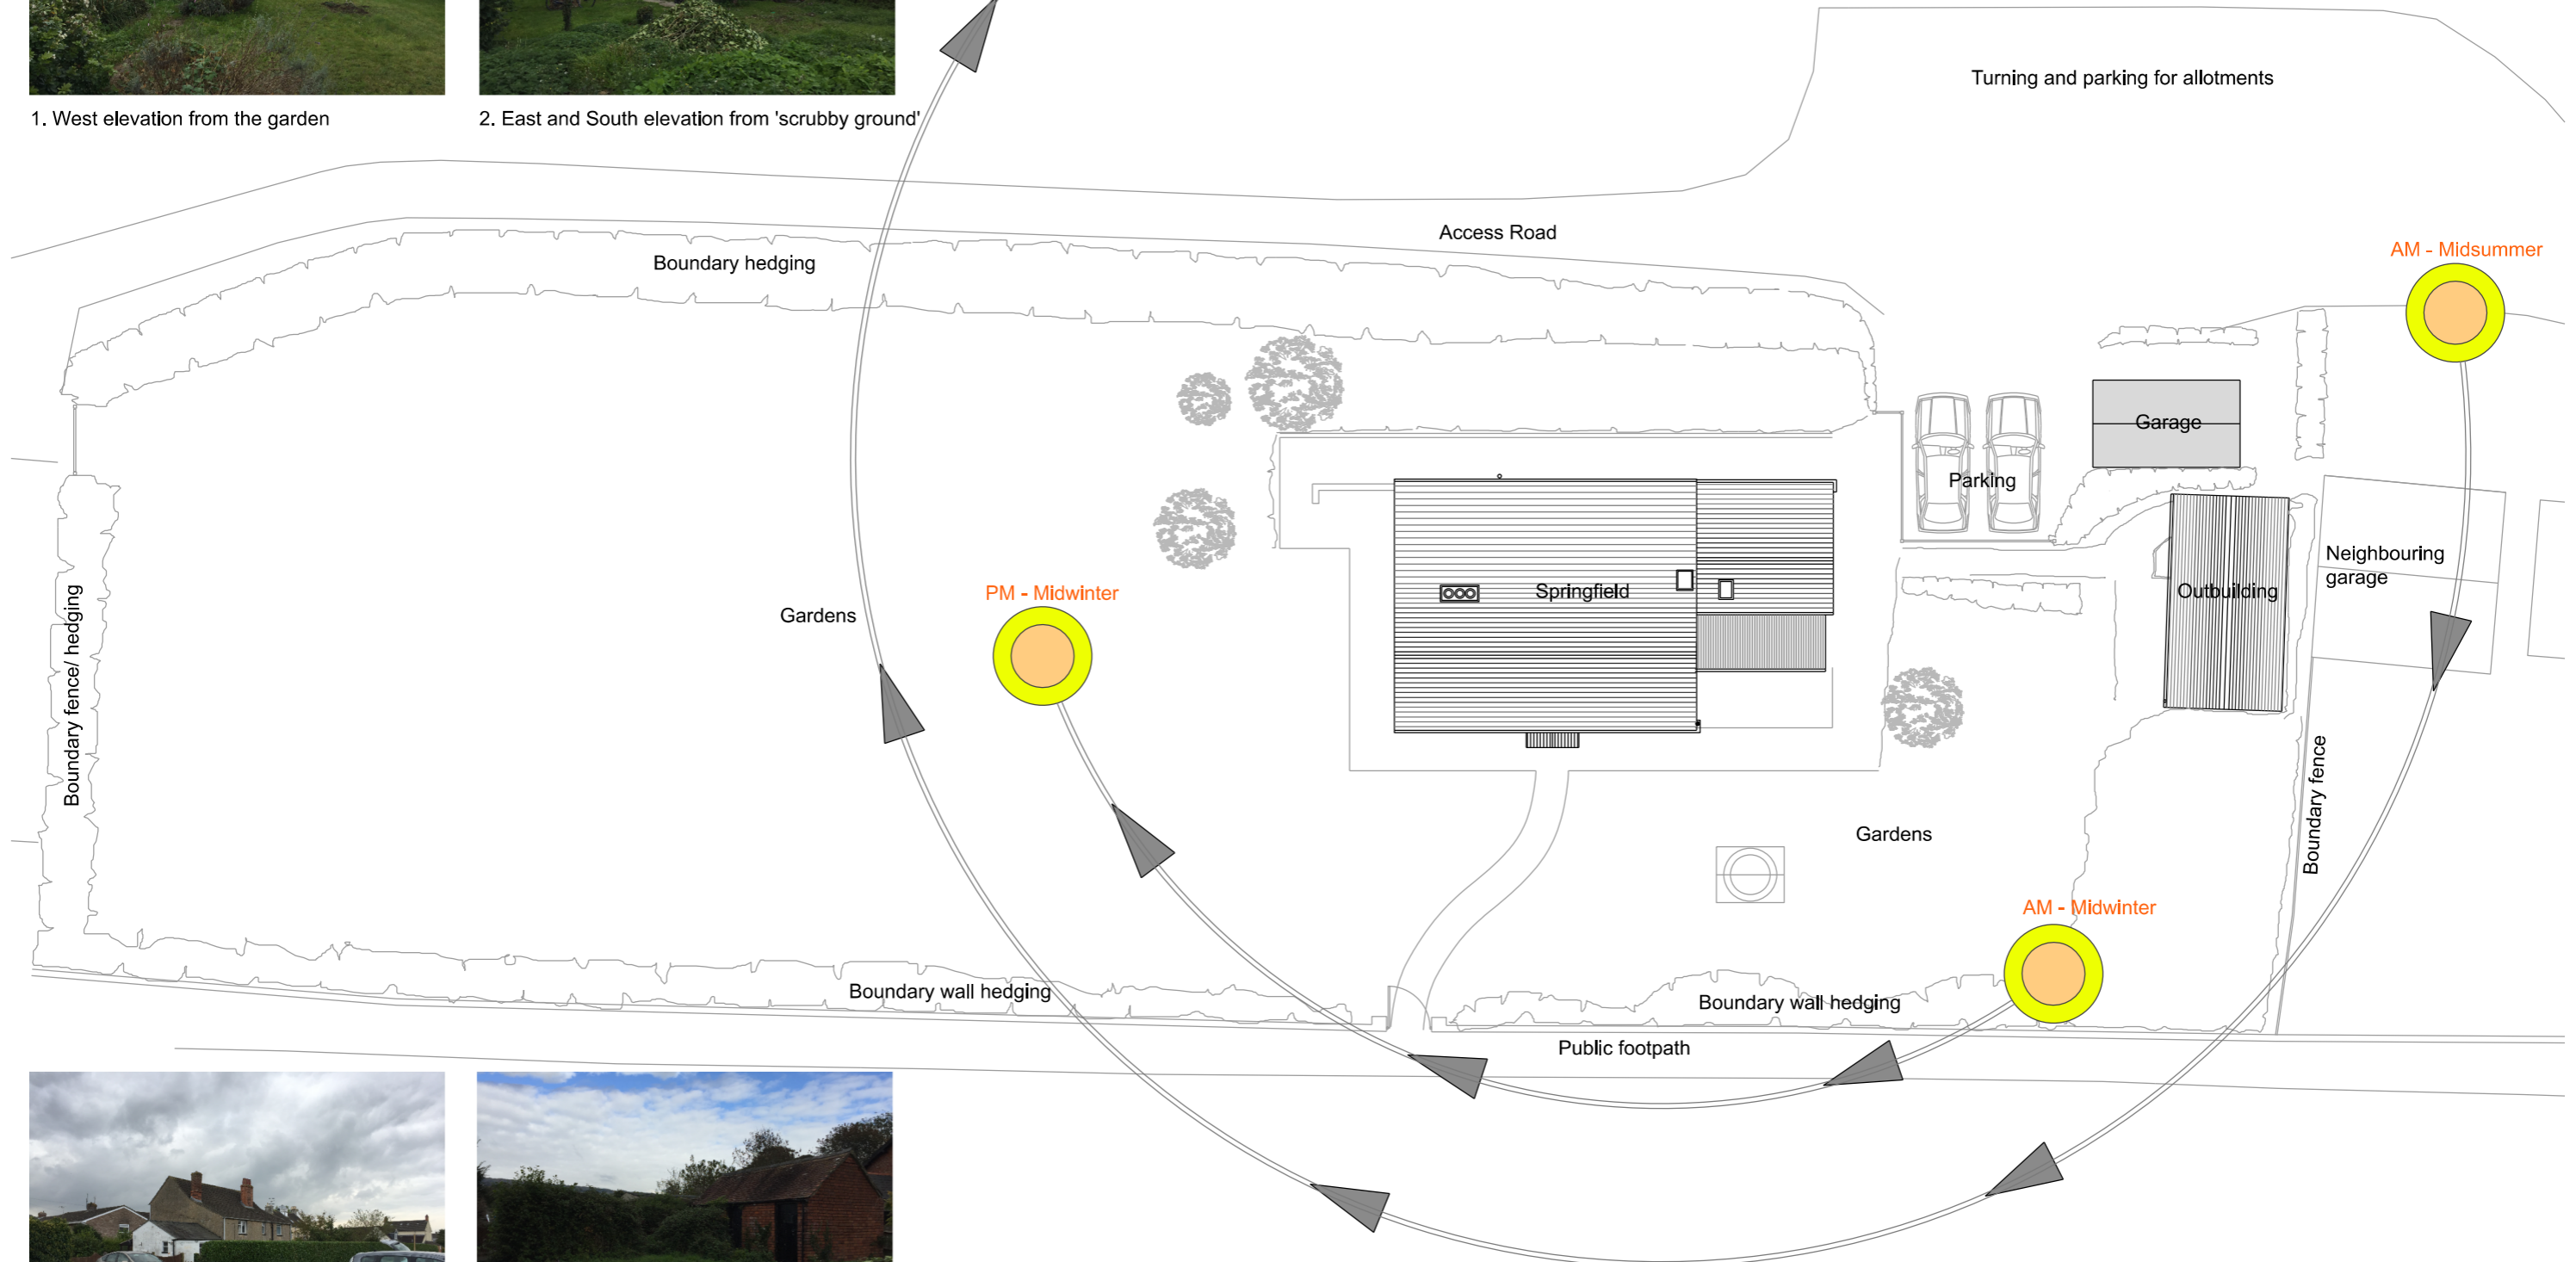 Turning and parking for allotments
1. West elevation from the garden
2. East and South elevation from 'scrubby ground'
Access Road
AM - Midsummer
Boundary hedging
Garage
Parking
Neighbouring
garage
PM - Midwinter
Springfield
Outbuilding
Gardens
Boundary fence/ hedging
Boundary fence
Gardens
AM - Midwinter
Boundary wall hedging
Boundary wall hedging
Public footpath